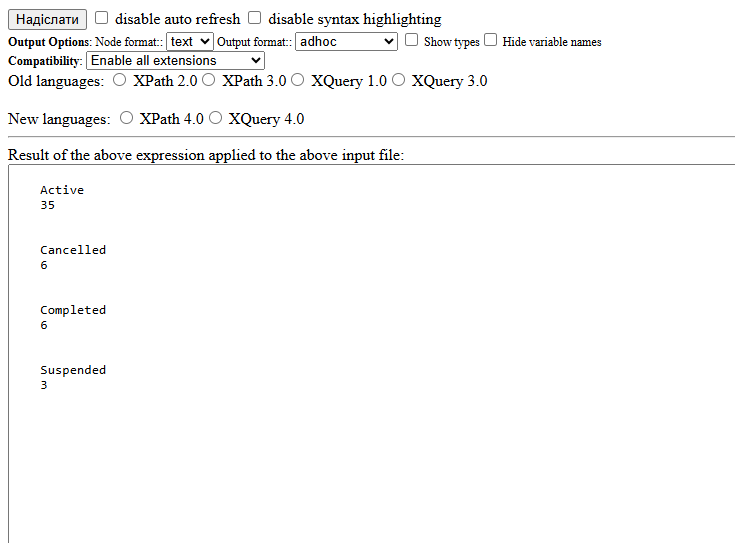 Надіслати disable auto refresh disable syntax highlighting
Output Options: Node format:: text Output format:: adhoc Show types Hide variable names
Compatibility: Enable all extensions
Old languages: XPath 2.0 XPath 3.0 XQuery 1.0 XQuery 3.0
New languages: XPath 4.0 XQuery 4.0
Result of the above expression applied to the above input file:
Active
35
Cancelled
6
Completed
6
Suspended
3